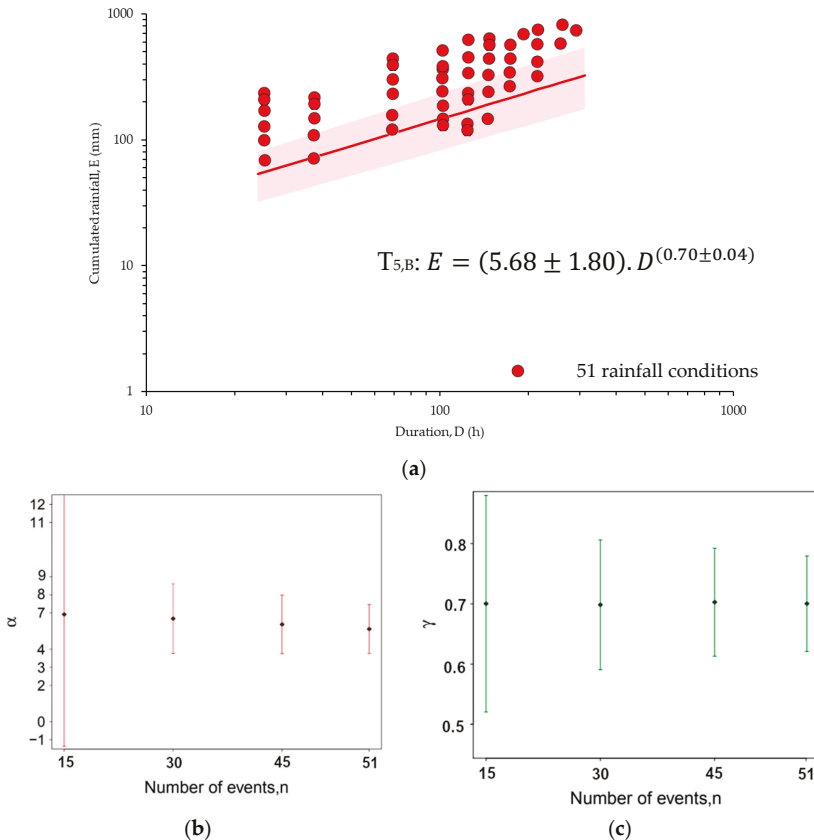 1000
100
10
1
Cumulated rainfall, E (mm)
T5,B: E = (5.68 ± 1.80). D^(0.70±0.04)
51 rainfall conditions
10 100 1000
Duration, D (h)
(a)
12
11
9
8
7
4
3
2
0
−1
α
15 30 45 51
Number of events,n
(b)
0.8
0.7
0.6
0.5
γ
15 30 45 51
Number of events,n
(c)